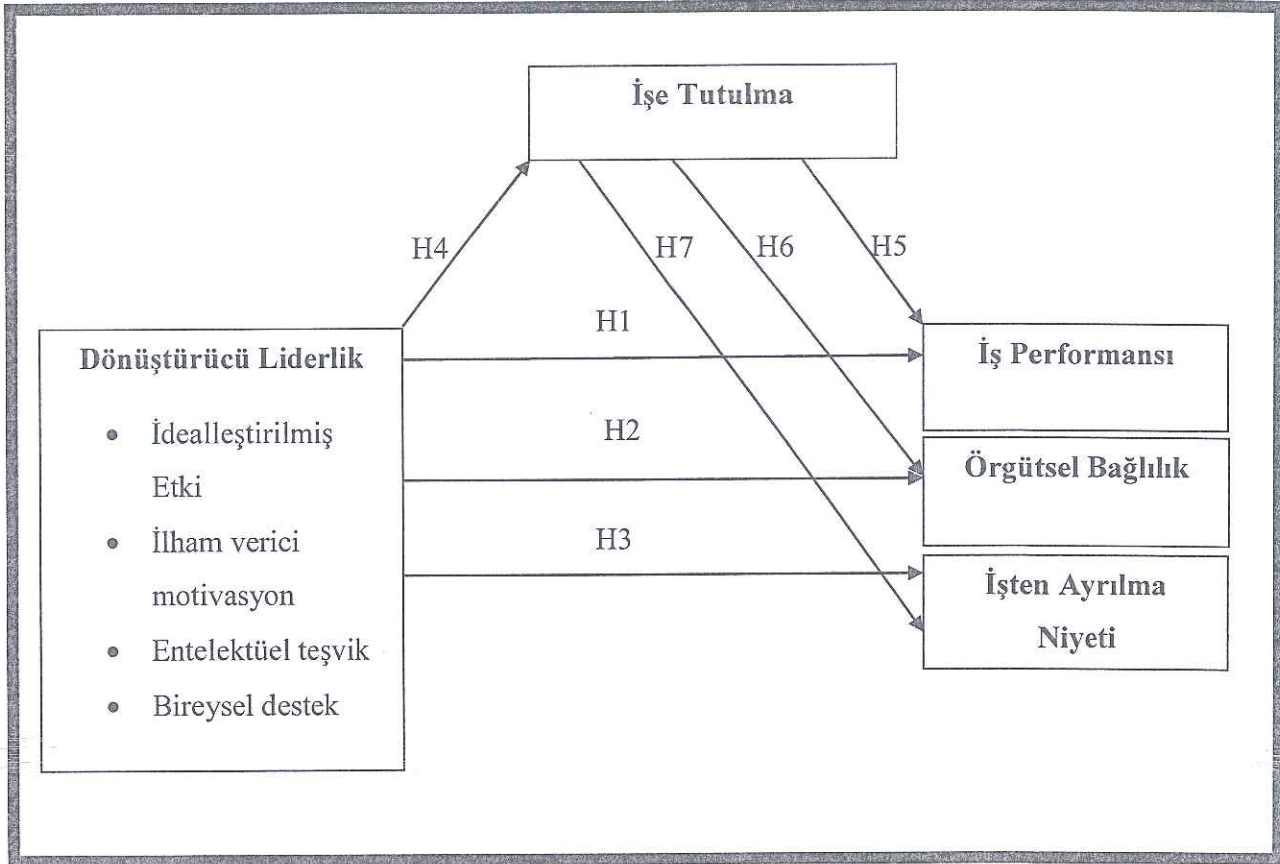 İşe Tutulma
H4
H7
H6
H5
H1
Dönüştürücü Liderlik
İş Performansı
• İdealleştirilmiş
Etki
H2
Örgütsel Bağlılık
• İlham verici
motivasyon
H3
İşten Ayrılma
Niyeti
• Entelektüel teşvik
• Bireysel destek